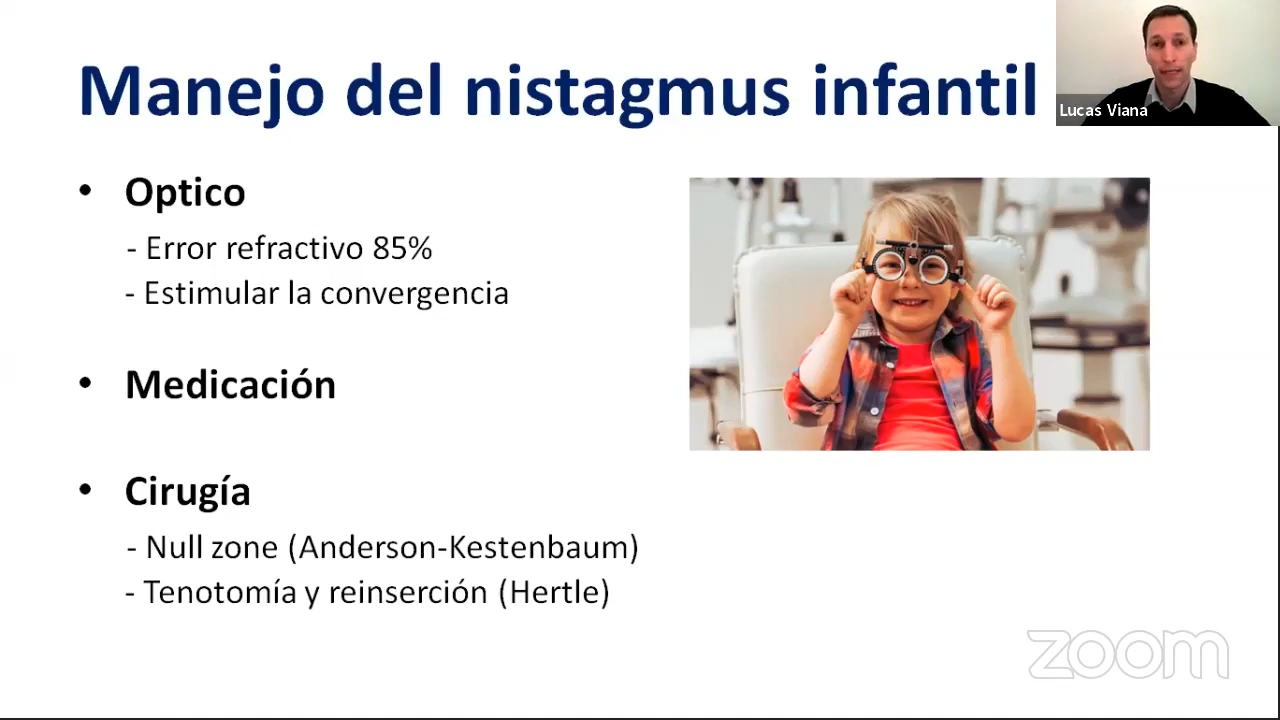 Manejo del nistagmus infantil
Lucas Viana
• Optico
- Error refractivo 85%
- Estimular la convergencia
• Medicación
• Cirugía
- Null zone (Anderson-Kestenbaum)
- Tenotomía y reinserción (Hertle)
zoom